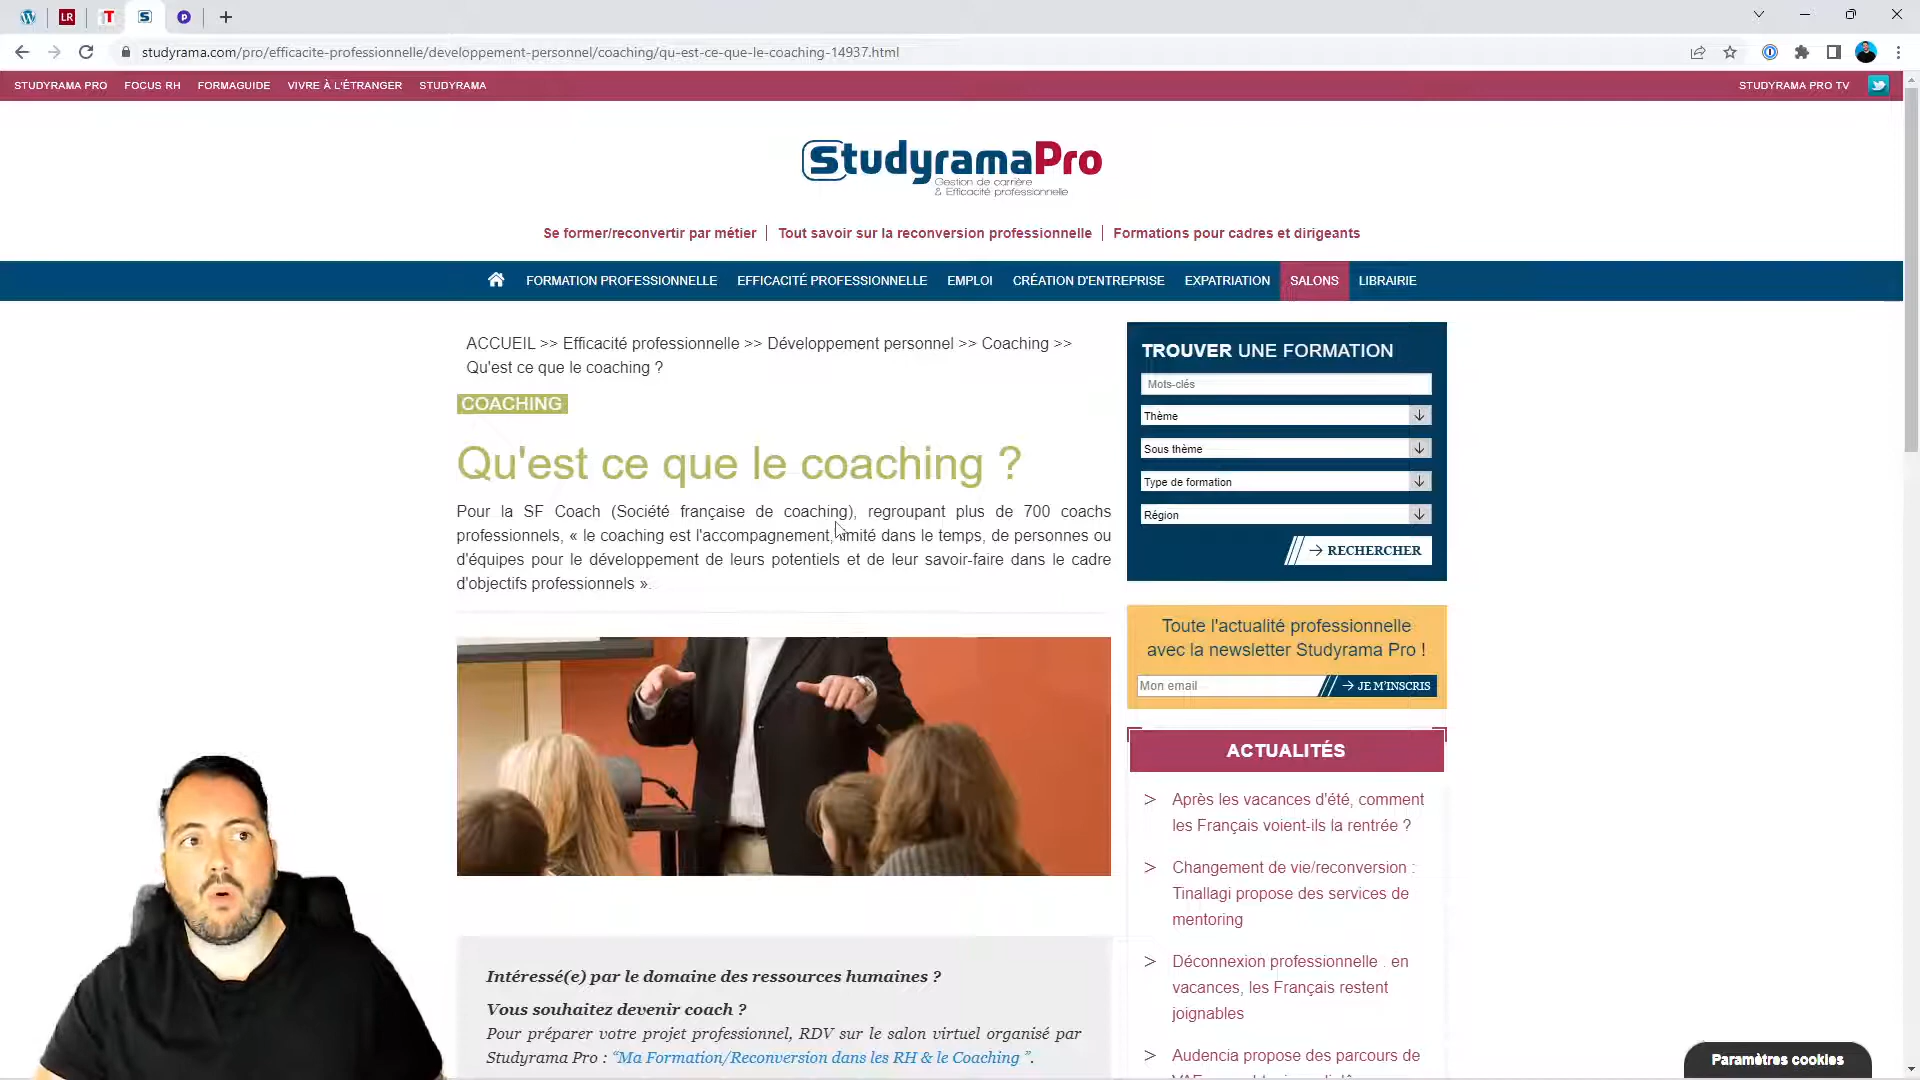 studyrama.com/pro/efficacite-professionnelle/developpement-personnel/coaching/qu-est-ce-que-le-coaching-14937.html
STUDYRAMA PRO FOCUS RH FORMAGUIDE VIVRE À L'ÉTRANGER STUDYRAMA STUDYRAMA PRO TV
StudyramaPro
Gestion de carrière
& Efficacité professionnelle
Se former/reconvertir par métier | Tout savoir sur la reconversion professionnelle | Formations pour cadres et dirigeants
FORMATION PROFESSIONNELLE EFFICACITÉ PROFESSIONNELLE EMPLOI CRÉATION D'ENTREPRISE EXPATRIATION SALONS LIBRAIRIE
ACCUEIL >> Efficacité professionnelle >> Développement personnel >> Coaching >>
Qu'est ce que le coaching ?
COACHING
Qu'est ce que le coaching ?
Pour la SF Coach (Société française de coaching), regroupant plus de 700 coachs
professionnels, « le coaching est l'accompagnement, limité dans le temps, de personnes ou
d'équipes pour le développement de leurs potentiels et de leur savoir-faire dans le cadre
d'objectifs professionnels ».
Intéressé(e) par le domaine des ressources humaines ?
Vous souhaitez devenir coach ?
Pour préparer votre projet professionnel, RDV sur le salon virtuel organisé par
Studyrama Pro : “Ma Formation/Reconversion dans les RH & le Coaching ”.
TROUVER UNE FORMATION
Mots-clés
Thème
Sous thème
Type de formation
Région
RECHERCHER
Toute l'actualité professionnelle
avec la newsletter Studyrama Pro !
Mon email JE M'INSCRIS
ACTUALITÉS
> Après les vacances d'été, comment
les Français voient-ils la rentrée ?
> Changement de vie/reconversion :
Tinallagi propose des services de
mentoring
> Déconnexion professionnelle : en
vacances, les Français restent
joignables
> Audencia propose des parcours de
Paramètres cookies